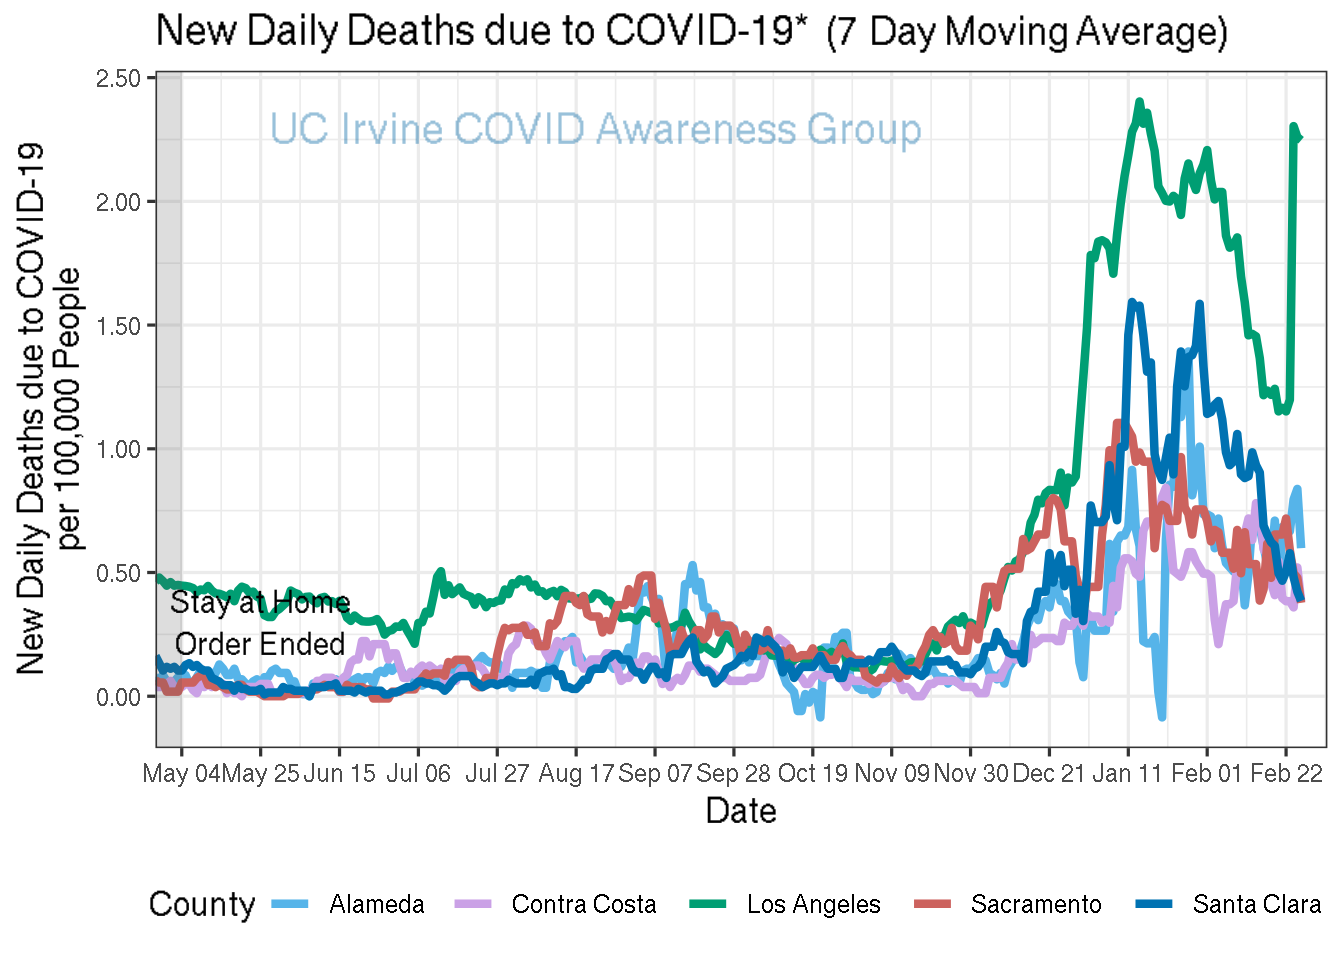 New Daily Deaths due to COVID-19* (7 Day Moving Average)
UC Irvine COVID Awareness Group
New Daily Deaths due to COVID-19
per 100,000 People
2.50
2.00
1.50
1.00
0.50
0.00
Stay at Home
Order Ended
May 04 May 25 Jun 15 Jul 06 Jul 27 Aug 17 Sep 07 Sep 28 Oct 19 Nov 09 Nov 30 Dec 21 Jan 11 Feb 01 Feb 22
Date
County Alameda Contra Costa Los Angeles Sacramento Santa Clara